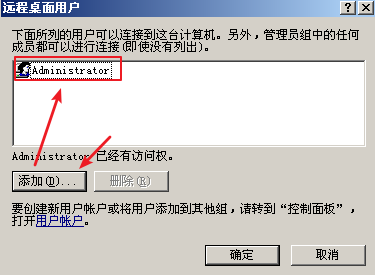 远程桌面用户
下面所列的用户可以连接到这台计算机。另外，管理员组中的任何
成员都可以进行连接(即使没有列出)。
Administrator
Administrator 已经有访问权。
添加(D)... 删除(R)
要创建新用户帐户或将用户添加到其他组，请转到“控制面板”，
打开用户帐户。
确定 取消